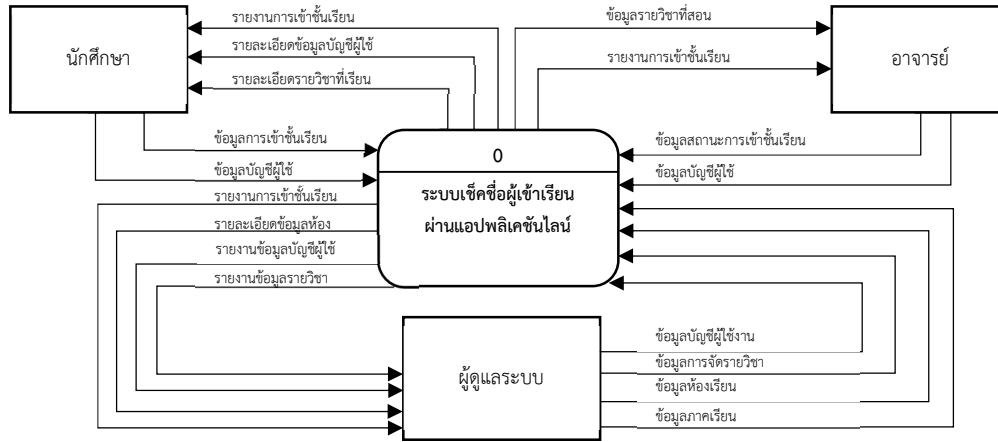 รายงานการเข้าชั้นเรียน
ข้อมูลรายวิชาที่สอน
นักศึกษา
รายละเอียดข้อมูลบัญชีผู้ใช้
รายงานการเข้าชั้นเรียน
อาจารย์
รายละเอียดรายวิชาที่เรียน
ข้อมูลการเข้าชั้นเรียน
ข้อมูลสถานะการเข้าชั้นเรียน
0
ข้อมูลบัญชีผู้ใช้
ข้อมูลบัญชีผู้ใช้
รายงานการเข้าชั้นเรียน
ระบบเช็คชื่อผู้เข้าเรียน
รายละเอียดข้อมูลห้อง
ผ่านแอปพลิเคชันไลน์
รายงานข้อมูลบัญชีผู้ใช้
รายงานข้อมูลรายวิชา
ข้อมูลบัญชีผู้ใช้งาน
ข้อมูลการจัดรายวิชา
ผู้ดูแลระบบ
ข้อมูลห้องเรียน
ข้อมูลภาคเรียน